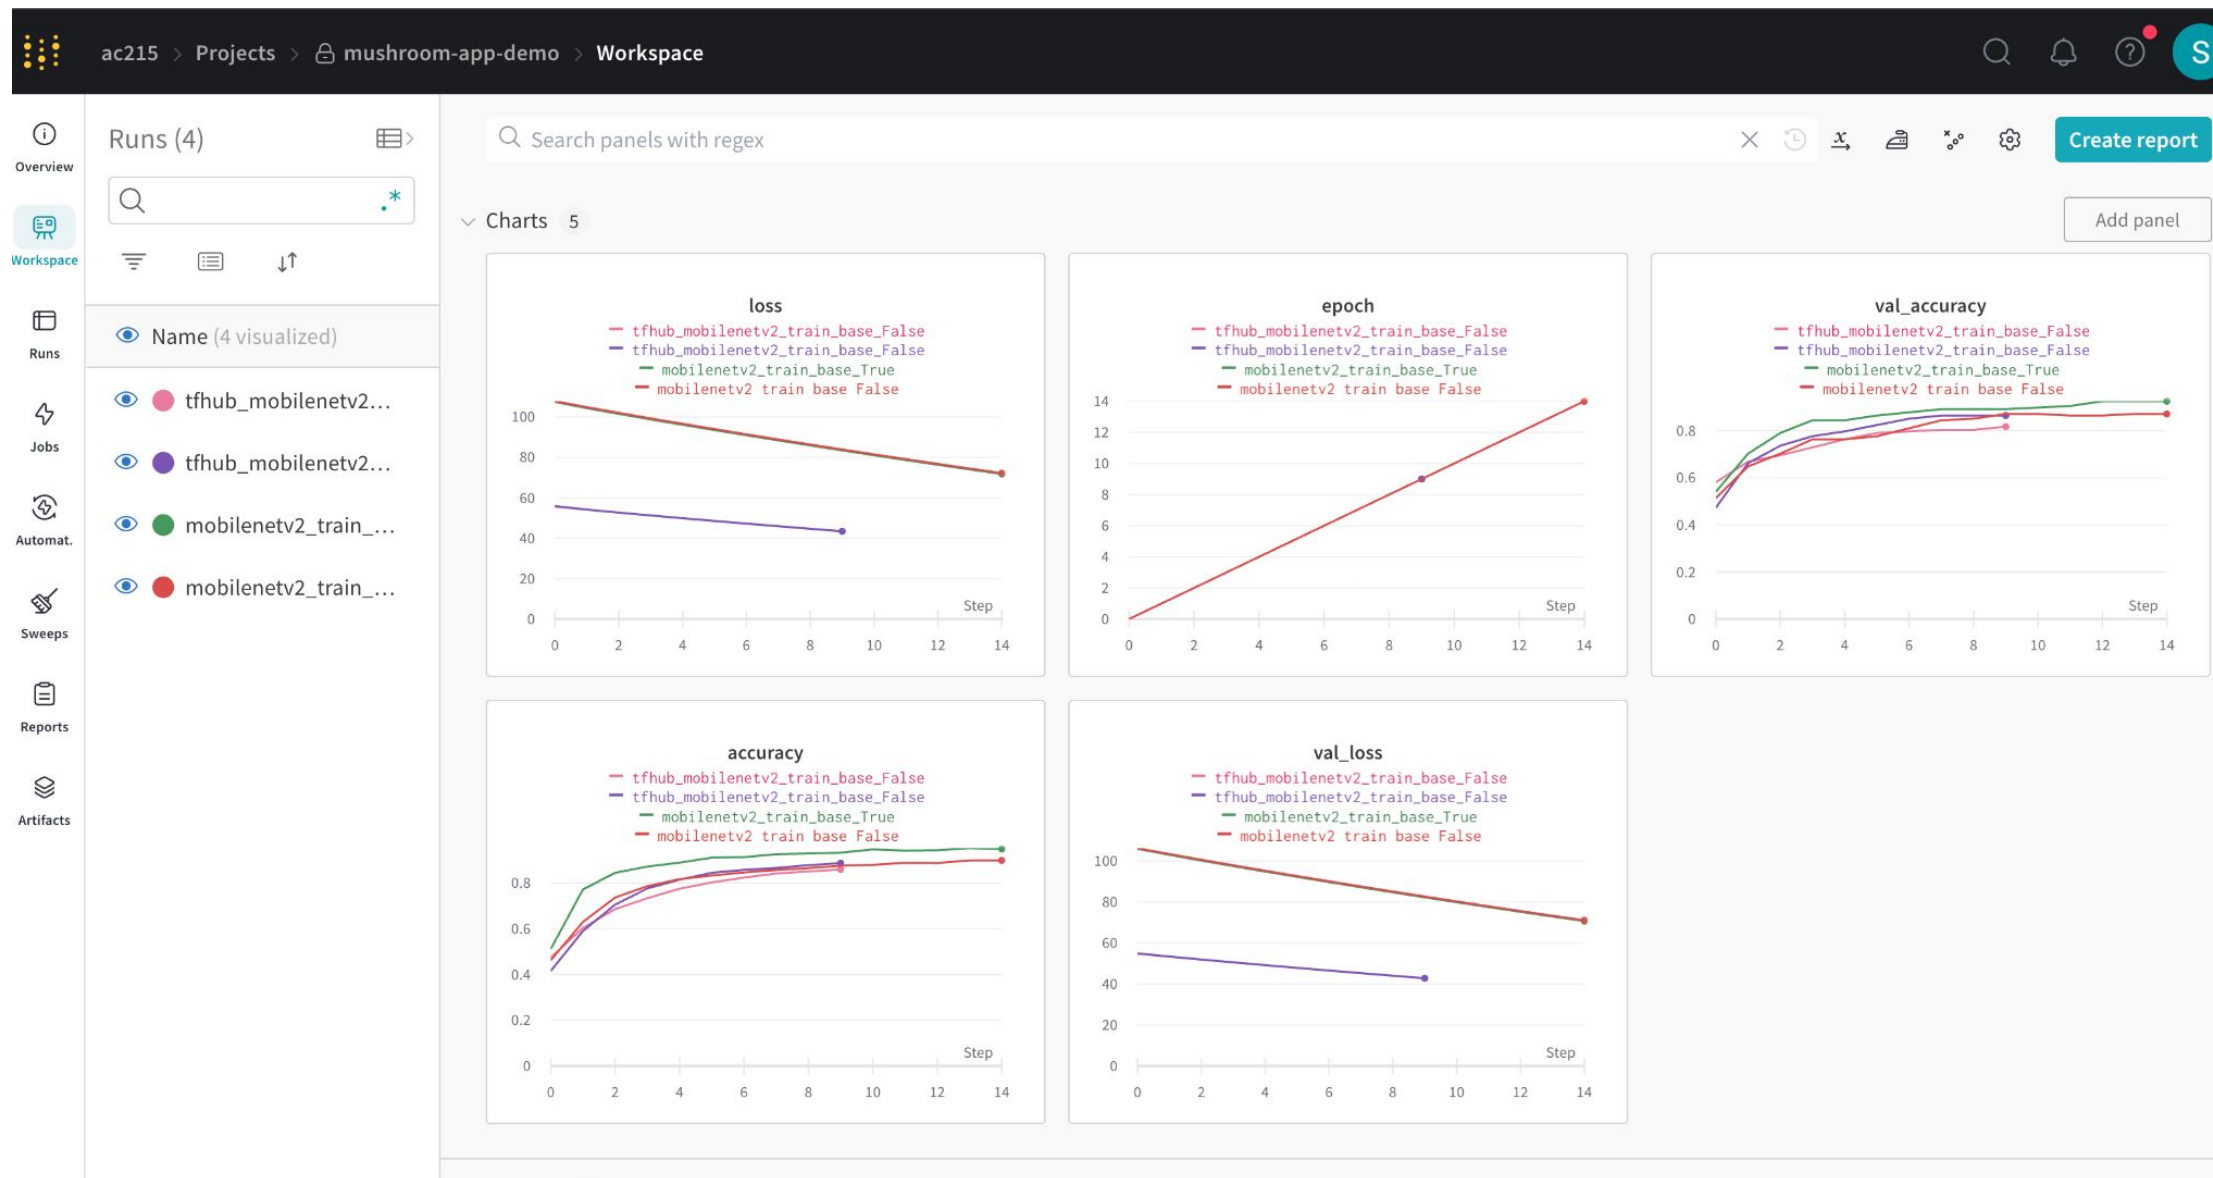 ac215 > Projects > mushroom-app-demo > Workspace
S
Overview
Workspace
Runs
Jobs
Automat.
Sweeps
Reports
Artifacts
Runs (4)
.*
Name (4 visualized)
tfhub_mobilenetv2...
tfhub_mobilenetv2...
mobilenetv2_train_...
mobilenetv2_train_...
Search panels with regex
Create report
Charts 5
Add panel
loss
tfhub_mobilenetv2_train_base_False
tfhub_mobilenetv2_train_base_False
mobilenetv2_train_base_True
mobilenetv2 train base False
100
80
60
40
20
0
Step
0 2 4 6 8 10 12 14
epoch
tfhub_mobilenetv2_train_base_False
tfhub_mobilenetv2_train_base_False
mobilenetv2_train_base_True
mobilenetv2 train base False
14
12
10
8
6
4
2
0
Step
0 2 4 6 8 10 12 14
val_accuracy
tfhub_mobilenetv2_train_base_False
tfhub_mobilenetv2_train_base_False
mobilenetv2_train_base_True
mobilenetv2 train base False
0.8
0.6
0.4
0.2
0
Step
0 2 4 6 8 10 12 14
accuracy
tfhub_mobilenetv2_train_base_False
tfhub_mobilenetv2_train_base_False
mobilenetv2_train_base_True
mobilenetv2 train base False
0.8
0.6
0.4
0.2
0
Step
0 2 4 6 8 10 12 14
val_loss
tfhub_mobilenetv2_train_base_False
tfhub_mobilenetv2_train_base_False
mobilenetv2_train_base_True
mobilenetv2 train base False
100
80
60
40
20
0
Step
0 2 4 6 8 10 12 14